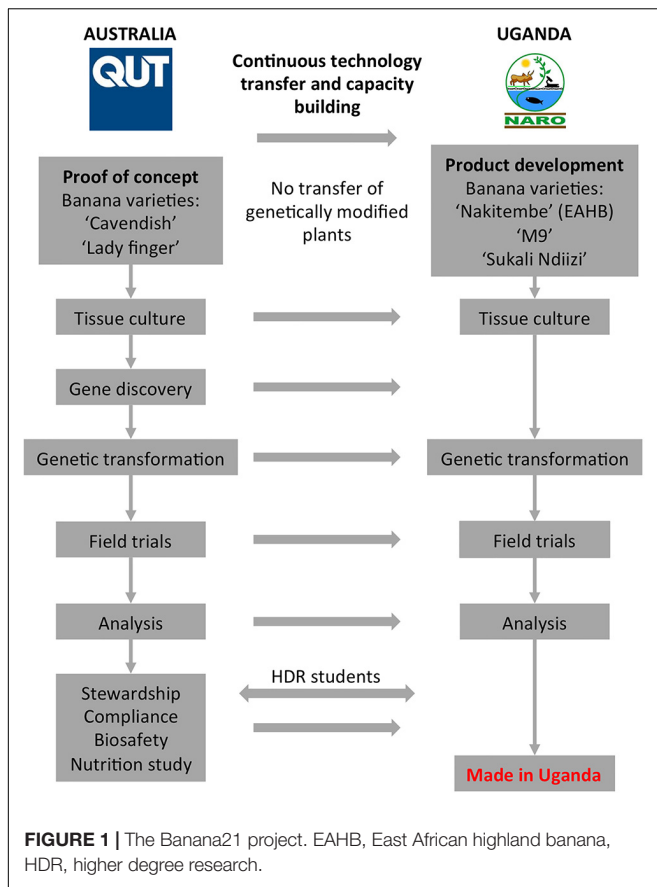 AUSTRALIA
QUT
Continuous technology
transfer and capacity
building
UGANDA
NARO
Proof of concept
Banana varieties:
‘Cavendish’
‘Lady finger’
No transfer of
genetically modified
plants
Product development
Banana varieties:
‘Nakitembe’ (EAHB)
‘M9’
‘Sukali Ndiizi’
Tissue culture
Tissue culture
Gene discovery
Genetic transformation
Genetic transformation
Field trials
Field trials
Analysis
Analysis
Stewardship
Compliance
Biosafety
Nutrition study
HDR students
Made in Uganda
FIGURE 1 | The Banana21 project. EAHB, East African highland banana,
HDR, higher degree research.